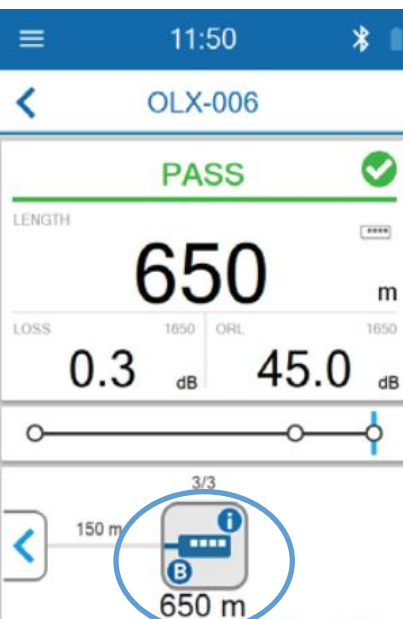 11:50
OLX-006
PASS
LENGTH
650
m
LOSS 1650 ORL 1650
0.3 dB 45.0 dB
3/3
150 m
i
B
650 m